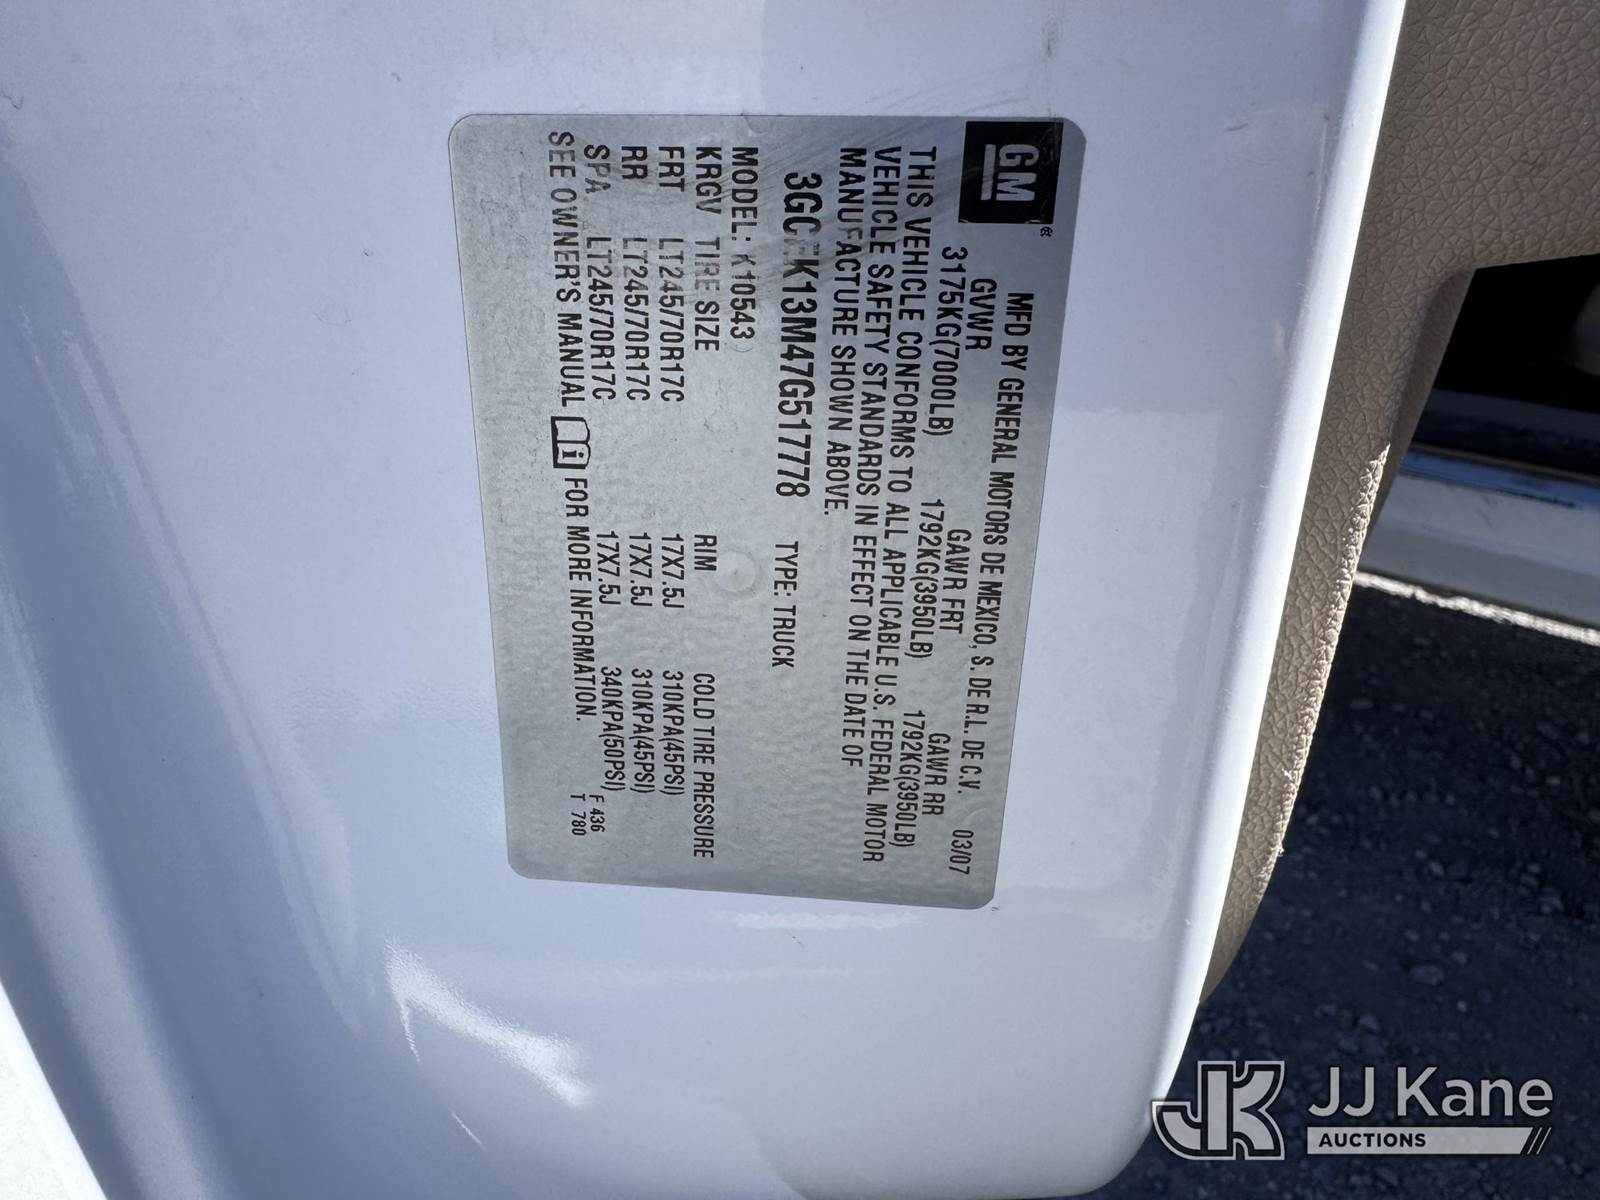 GM
MFD BY GENERAL MOTORS DE MEXICO, S. DE R.L. DE C.V. 03/07
GVWR GAWR FRT GAWR RR
3175KG(7000LB) 1792KG(3950LB) 1792KG(3950LB)
THIS VEHICLE CONFORMS TO ALL APPLICABLE U.S. FEDERAL MOTOR
VEHICLE SAFETY STANDARDS IN EFFECT ON THE DATE OF
MANUFACTURE SHOWN ABOVE.
TYPE: TRUCK
MODEL: K10543
KRGV TIRE SIZE RIM COLD TIRE PRESSURE
FRT LT245/70R17C 17X7.5J 310KPA(45PSI)
RR LT245/70R17C 17X7.5J 310KPA(45PSI)
SPA LT245/70R17C 17X7.5J 340KPA(50PSI)
SEE OWNER'S MANUAL FOR MORE INFORMATION.
F 436
T 780
JK JJ Kane
AUCTIONS